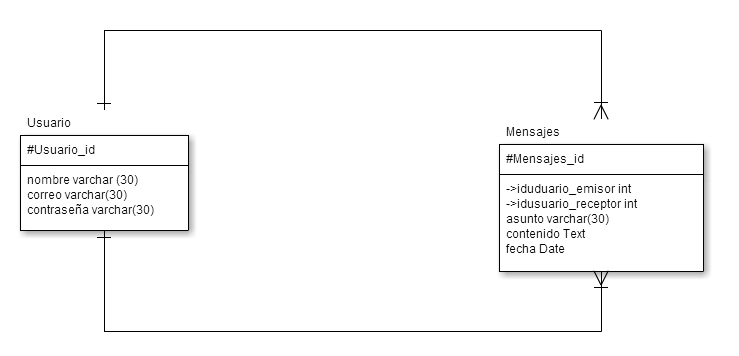 Usuario
#Usuario_id
nombre varchar (30)
correo varchar(30)
contraseña varchar(30)
Mensajes
#Mensajes_id
->iduduario_emisor int
->idusuario_receptor int
asunto varchar(30)
contenido Text
fecha Date